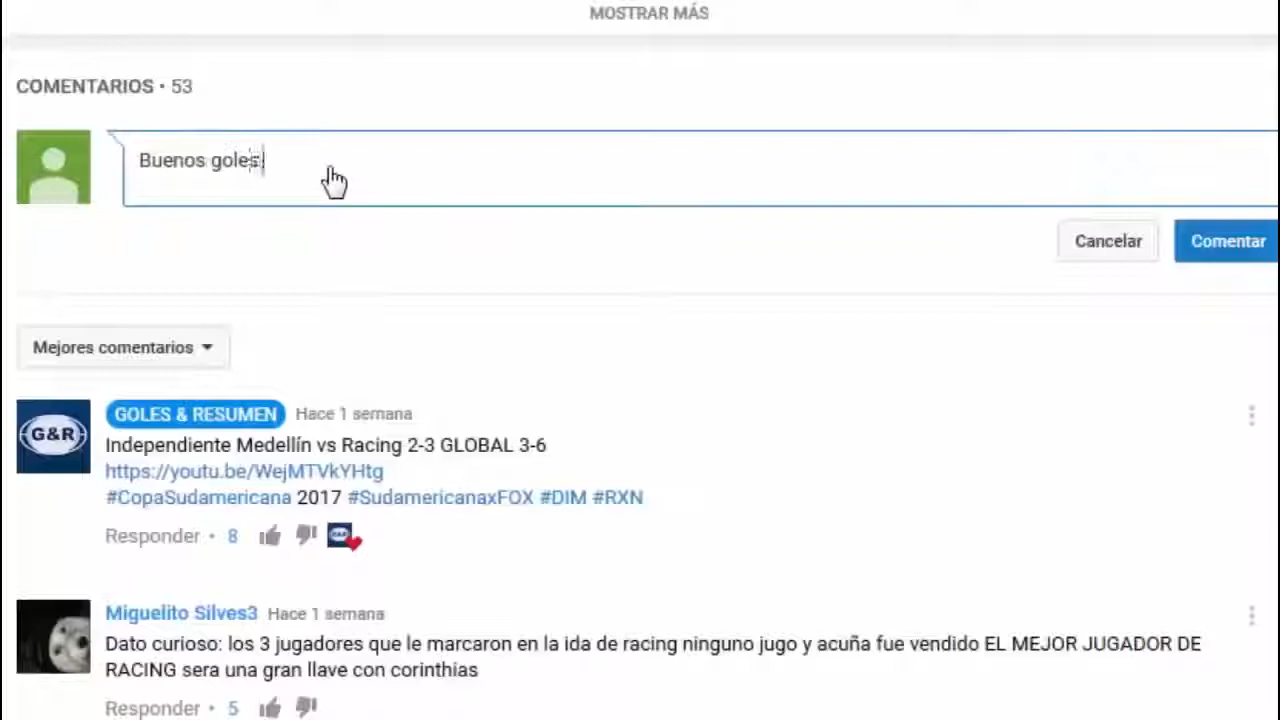 MOSTRAR MÁS
COMENTARIOS • 53
Buenos goles
Cancelar
Comentar
Mejores comentarios
G&R
GOLES & RESUMEN Hace 1 semana
Independiente Medellín vs Racing 2-3 GLOBAL 3-6
https://youtu.be/WejMTVkYHtg
#CopaSudamericana 2017 #SudamericanaxFOX #DIM #RXN
Responder • 8
Miguelito Silves3 Hace 1 semana
Dato curioso: los 3 jugadores que le marcaron en la ida de racing ninguno jugo y acuña fue vendido EL MEJOR JUGADOR DE
RACING sera una gran llave con corinthias
Responder • 5